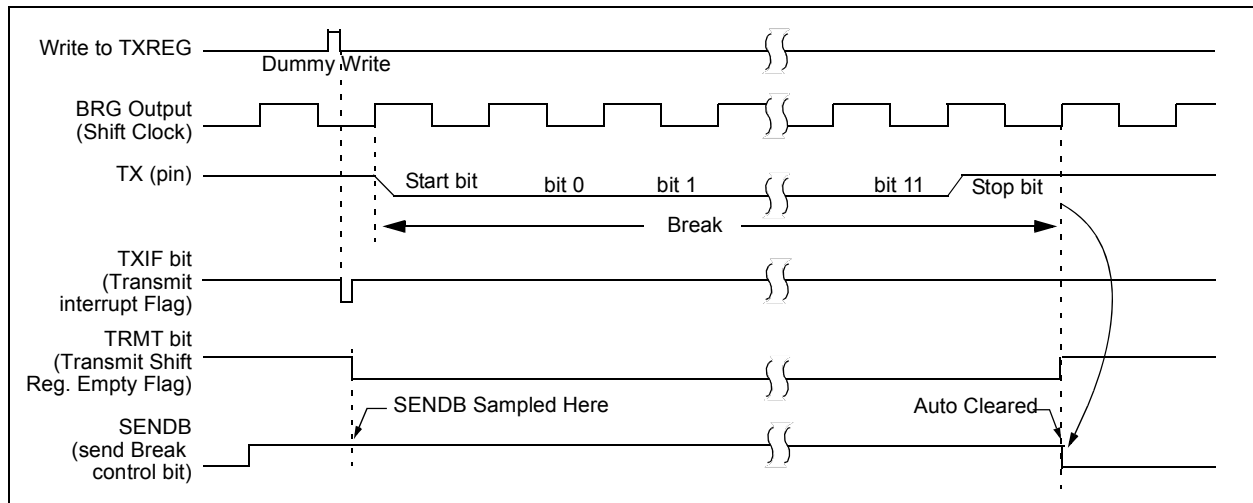 Write to TXREG
Dummy Write
BRG Output
(Shift Clock)
TX (pin)
Start bit
bit 0
bit 1
bit 11
Stop bit
Break
TXIF bit
(Transmit
interrupt Flag)
TRMT bit
(Transmit Shift
Reg. Empty Flag)
SENDB Sampled Here
Auto Cleared
SENDB
(send Break
control bit)